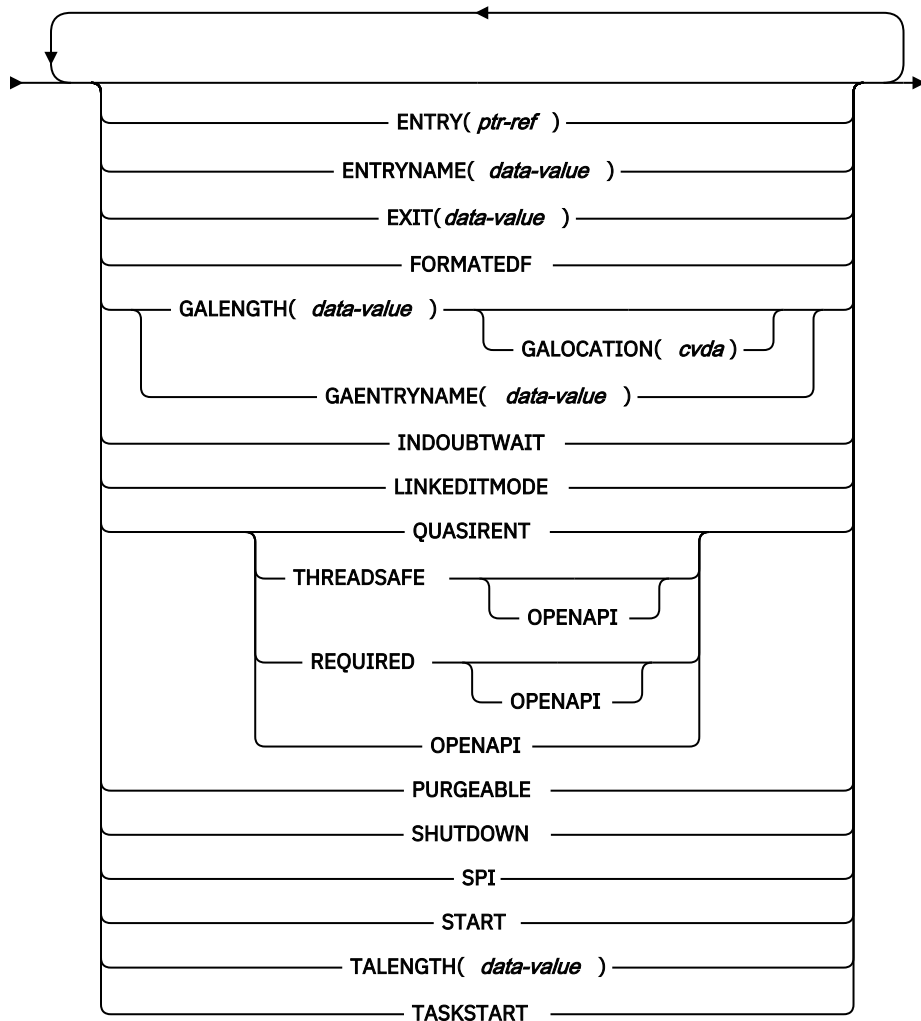 ENTRY( ptr-ref )
ENTRYNAME( data-value )
EXIT(data-value )
FORMATEDF
GALENGTH( data-value )
GALOCATION( cvda )
GAENTRYNAME( data-value )
INDOUBTWAIT
LINKEDITMODE
QUASIRENT
THREADSAFE
OPENAPI
REQUIRED
OPENAPI
OPENAPI
PURGEABLE
SHUTDOWN
SPI
START
TALENGTH( data-value )
TASKSTART